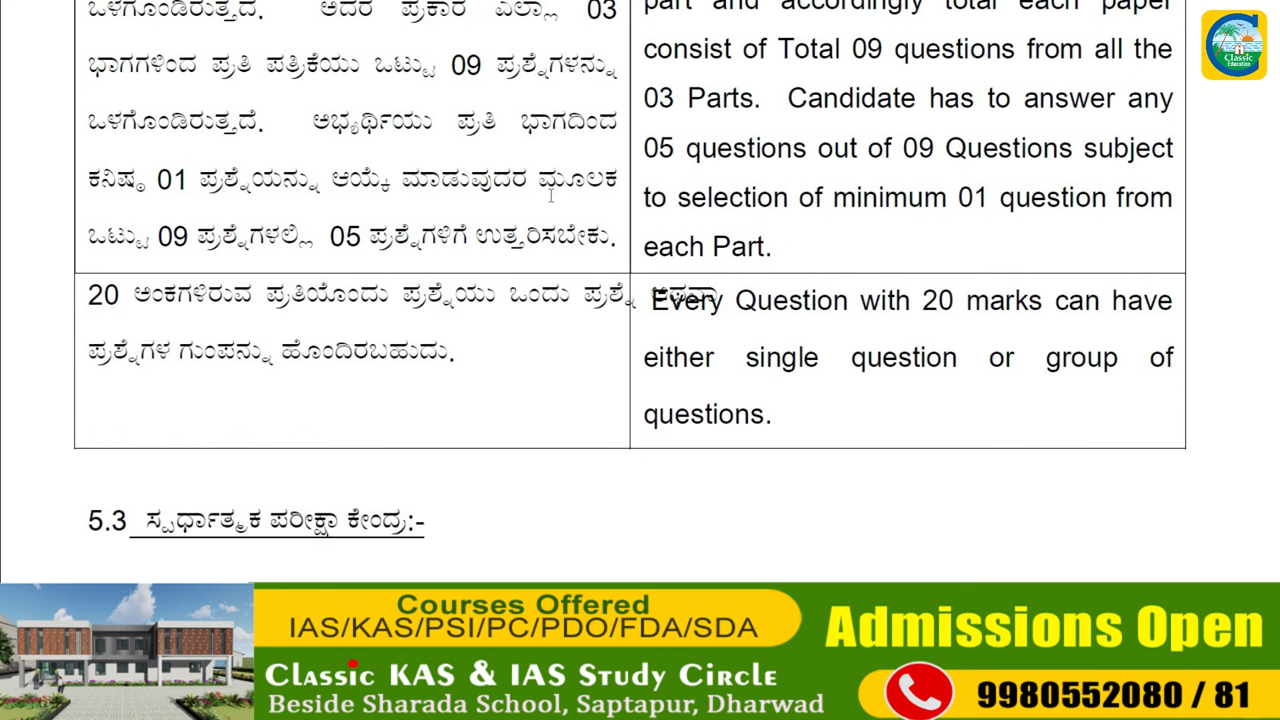 ಒಳಗೊಂಡಿರುತ್ತದೆ. ಅದರ ಪ್ರಕಾರ ಎಲ್ಲಾ 03
ಭಾಗಗಳಿಂದ ಪ್ರತಿ ಪತ್ರಿಕೆಯು ಒಟ್ಟು 09 ಪ್ರಶ್ನೆಗಳನ್ನು
ಒಳಗೊಂಡಿರುತ್ತದೆ. ಅಭ್ಯರ್ಥಿಯು ಪ್ರತಿ ಭಾಗದಿಂದ
ಕನಿಷ್ಠ 01 ಪ್ರಶ್ನೆಯನ್ನು ಆಯ್ಕೆ ಮಾಡುವುದರ ಮೂಲಕ
ಒಟ್ಟು 09 ಪ್ರಶ್ನೆಗಳಲ್ಲಿ 05 ಪ್ರಶ್ನೆಗಳಿಗೆ ಉತ್ತರಿಸಬೇಕು.
part and accordingly total each paper
consist of Total 09 questions from all the
03 Parts. Candidate has to answer any
05 questions out of 09 Questions subject
to selection of minimum 01 question from
each Part.
20 ಅಂಕಗಳಿರುವ ಪ್ರತಿಯೊಂದು ಪ್ರಶ್ನೆಯು ಒಂದು ಪ್ರಶ್ನೆ ಅಥವಾ
ಪ್ರಶ್ನೆಗಳ ಗುಂಪನ್ನು ಹೊಂದಿರಬಹುದು.
Every Question with 20 marks can have
either single question or group of
questions.
5.3 ಸ್ಪರ್ಧಾತ್ಮಕ ಪರೀಕ್ಷಾ ಕೇಂದ್ರ:-
Classic
Education
Courses Offered
IAS/KAS/PSI/PC/PDO/FDA/SDA
Classic KAS & IAS Study Circle
Beside Sharada School, Saptapur, Dharwad
Admissions Open
9980552080 / 81